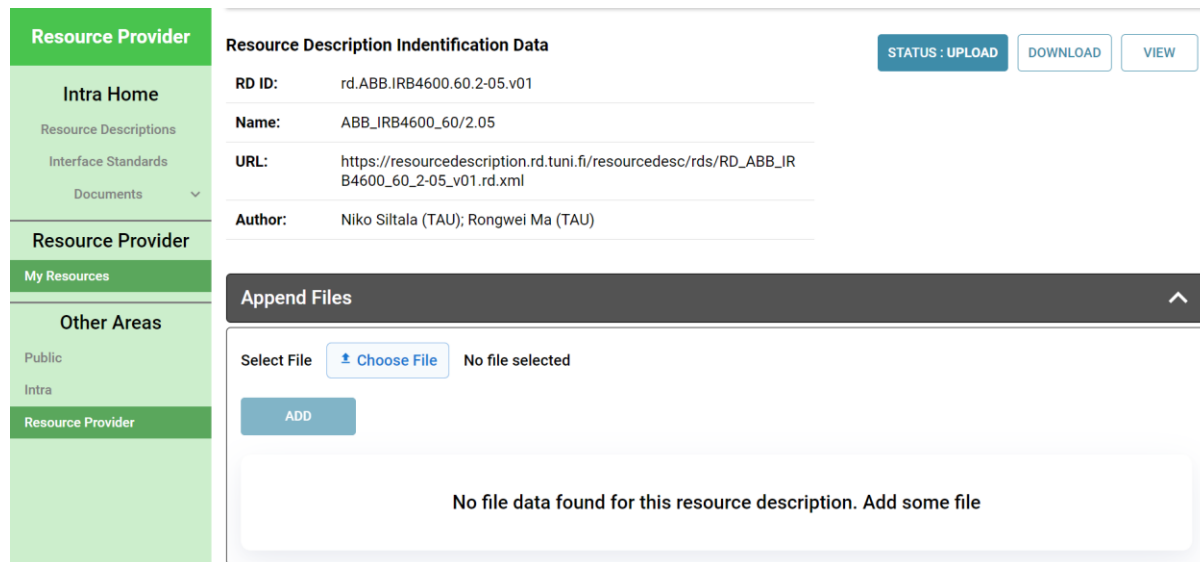 Resource Provider
Intra Home
Resource Descriptions
Interface Standards
Documents
Resource Provider
My Resources
Other Areas
Public
Intra
Resource Provider
Resource Description Indentification Data
STATUS : UPLOAD
DOWNLOAD
VIEW
RD ID: rd.ABB.IRB4600.60.2-05.v01
Name: ABB_IRB4600_60/2.05
URL: https://resourcedescription.rd.tuni.fi/resourcedesc/rds/RD_ABB_IR
B4600_60_2-05_v01.rd.xml
Author: Niko Siltala (TAU); Rongwei Ma (TAU)
Append Files
Select File Choose File No file selected
ADD
No file data found for this resource description. Add some file